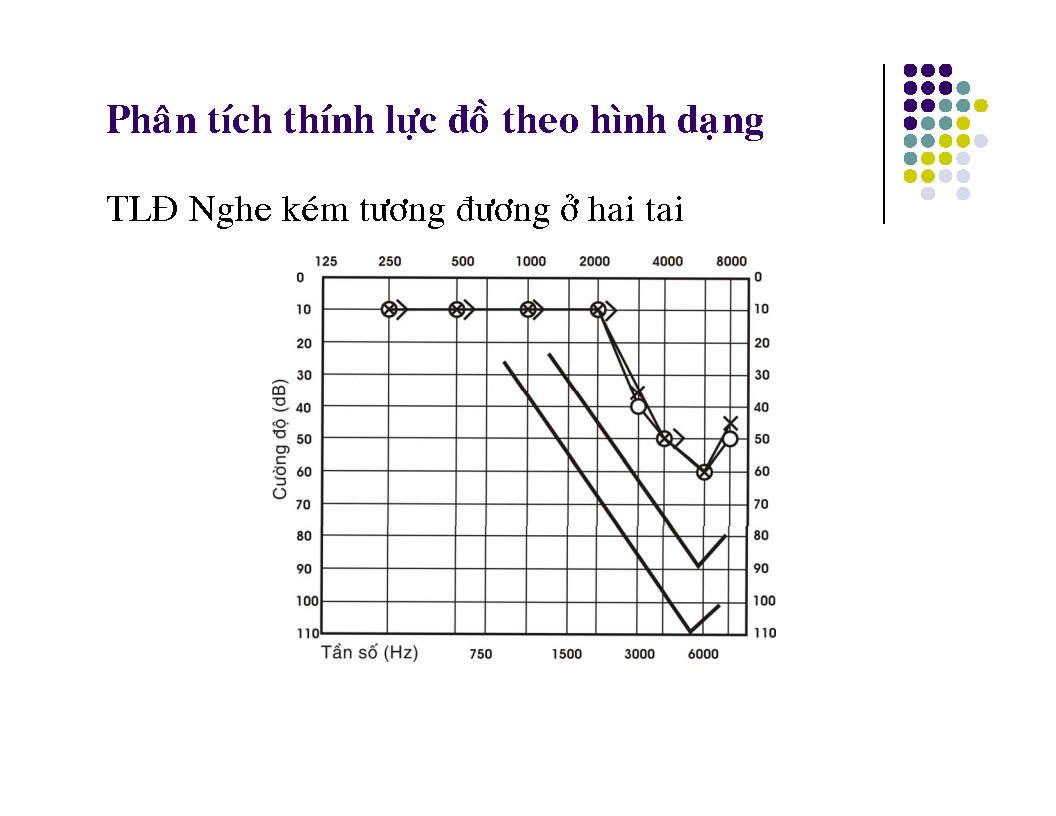 Phân tích thính lực đồ theo hình dạng
TLĐ Nghe kém tương đương ở hai tai
125 250 500 1000 2000 4000 8000
0 0
10 10
20 20
30 30
40 40
50 50
60 60
70 70
80 80
90 90
100 100
110 110
Cường độ (dB)
Tần số (Hz) 750 1500 3000 6000